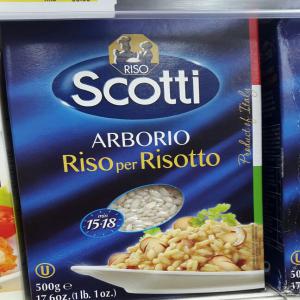 RISO
Scotti
ARBORIO
Riso per Risotto
Product of Italy
min
15-18
U
500g e
17.6oz.(1 lb. 1 oz.)